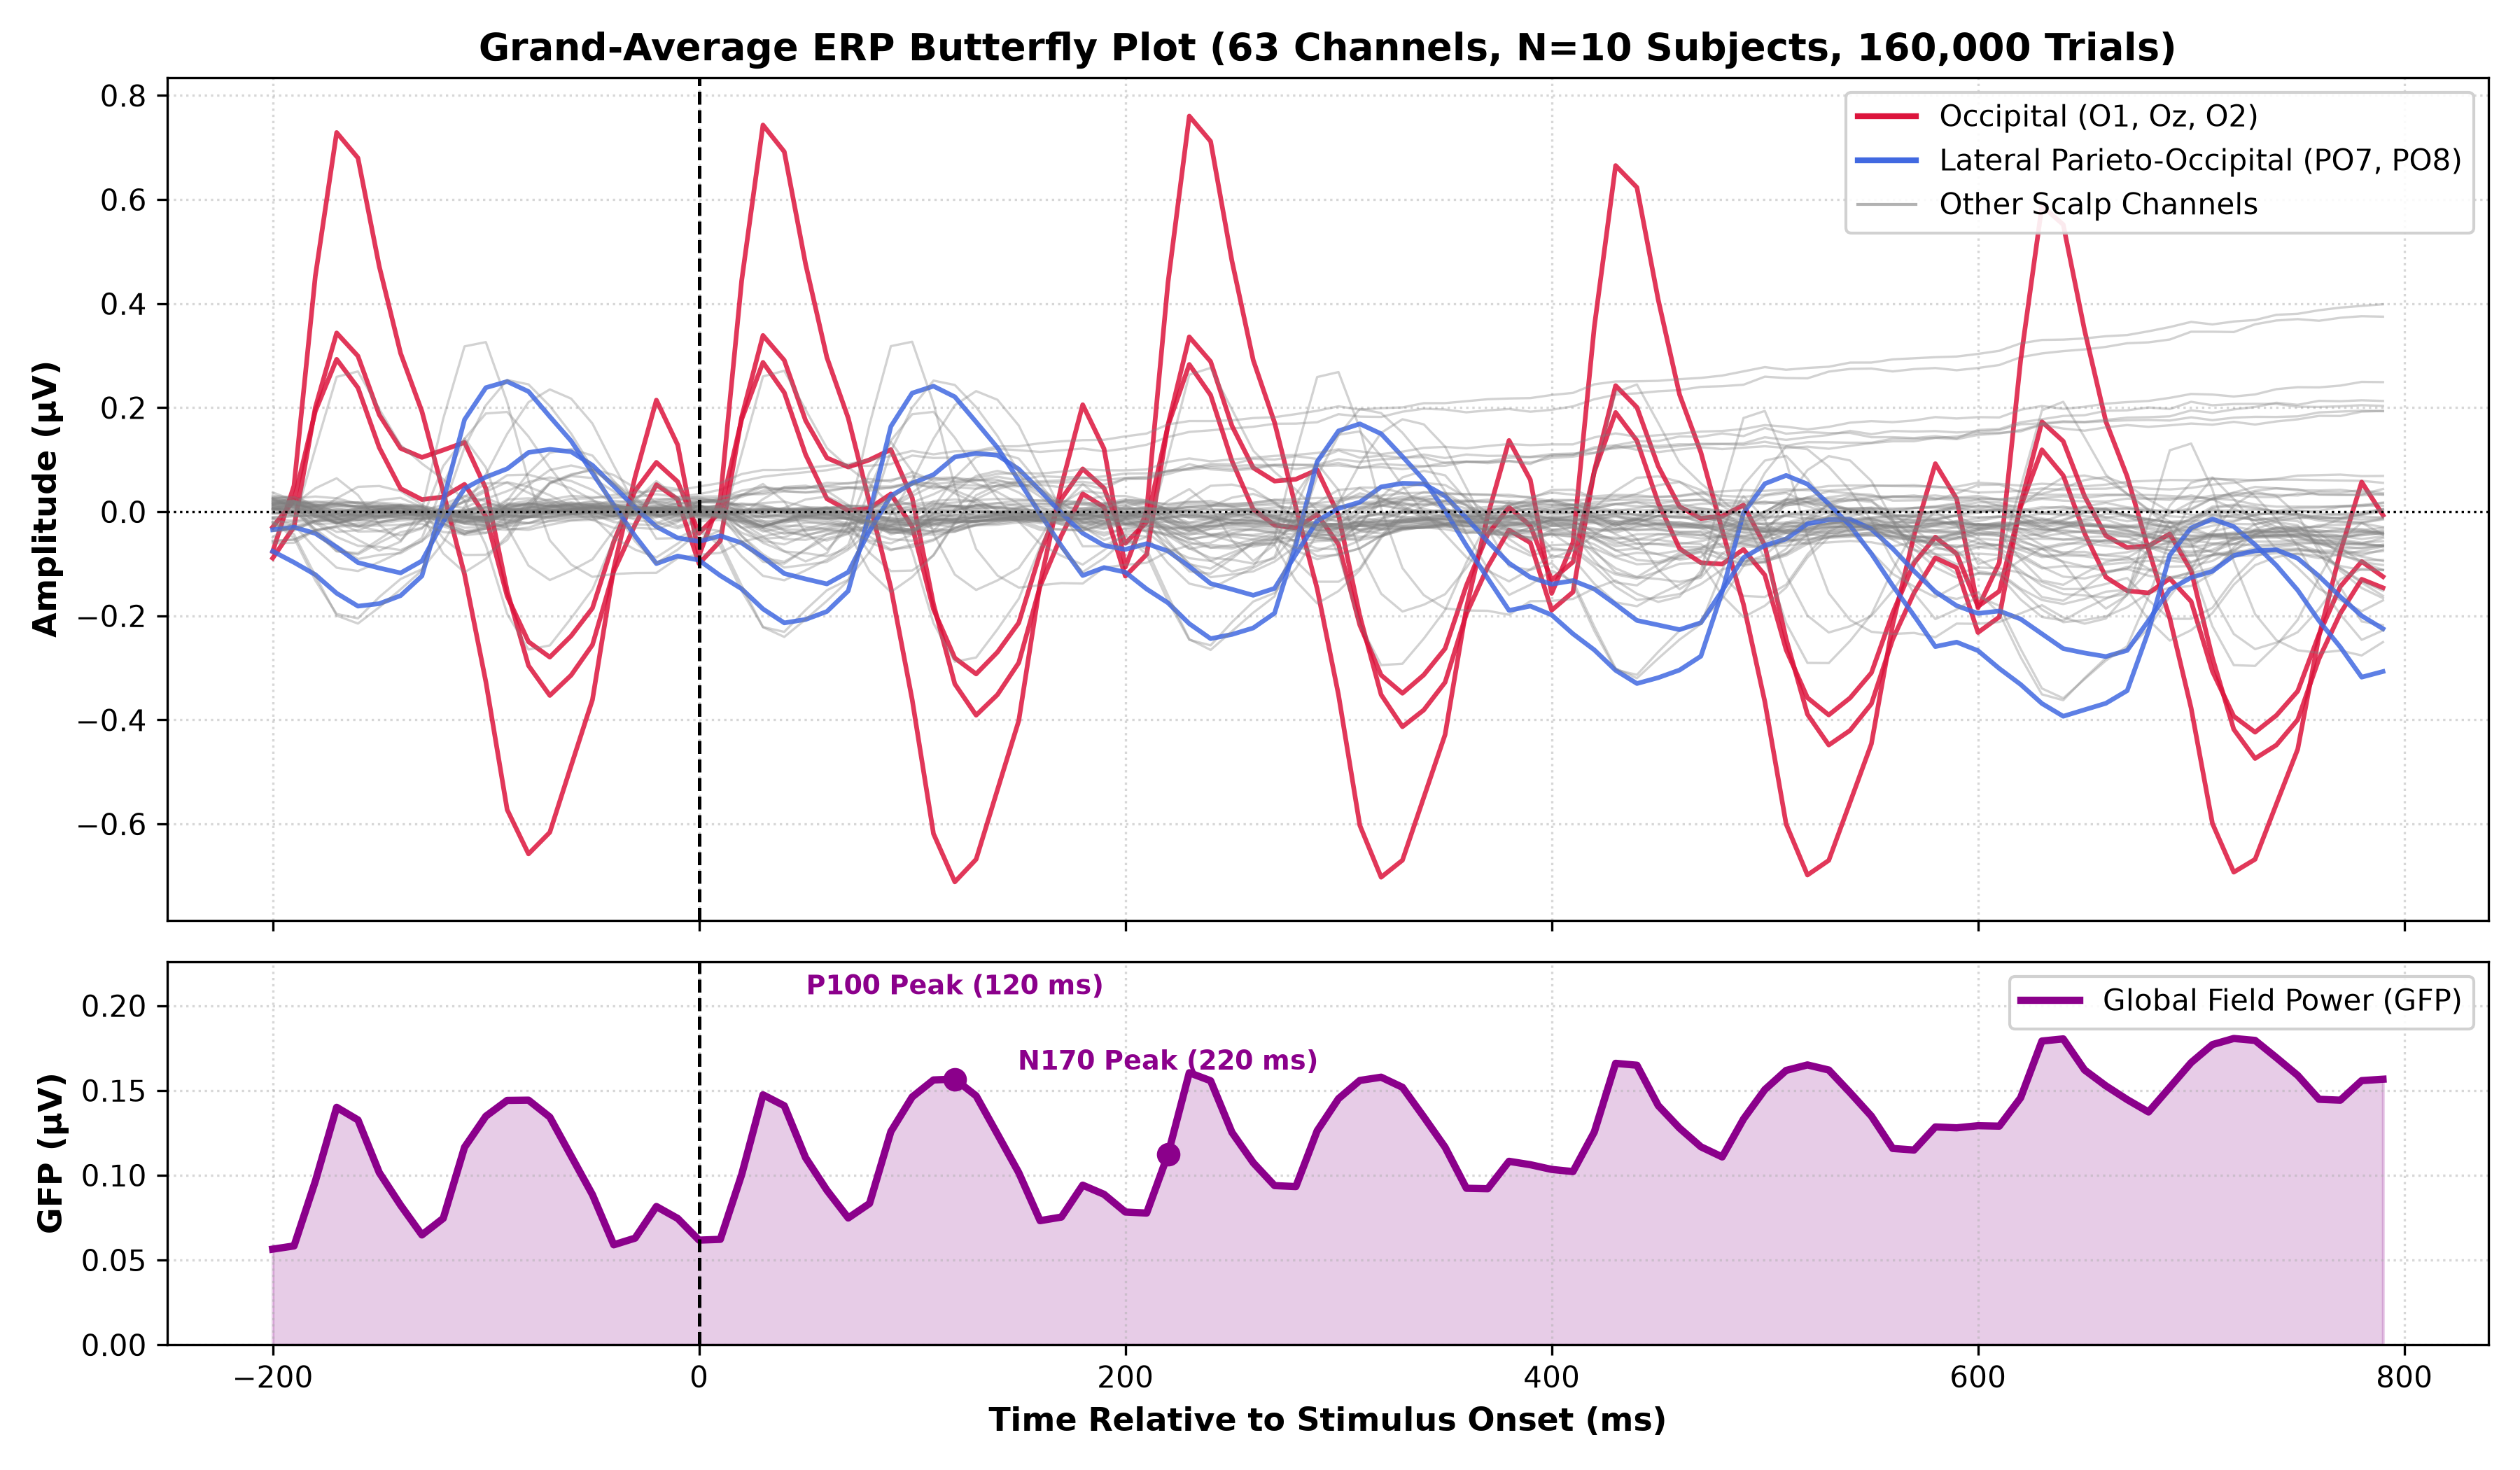 Grand-Average ERP Butterfly Plot (63 Channels, N=10 Subjects, 160,000 Trials)
Amplitude (μV)
0.8
0.6
0.4
0.2
0.0
−0.2
−0.4
−0.6
Occipital (O1, Oz, O2)
Lateral Parieto-Occipital (PO7, PO8)
Other Scalp Channels
GFP (μV)
0.20
0.15
0.10
0.05
0.00
P100 Peak (120 ms)
N170 Peak (220 ms)
Global Field Power (GFP)
−200 0 200 400 600 800
Time Relative to Stimulus Onset (ms)